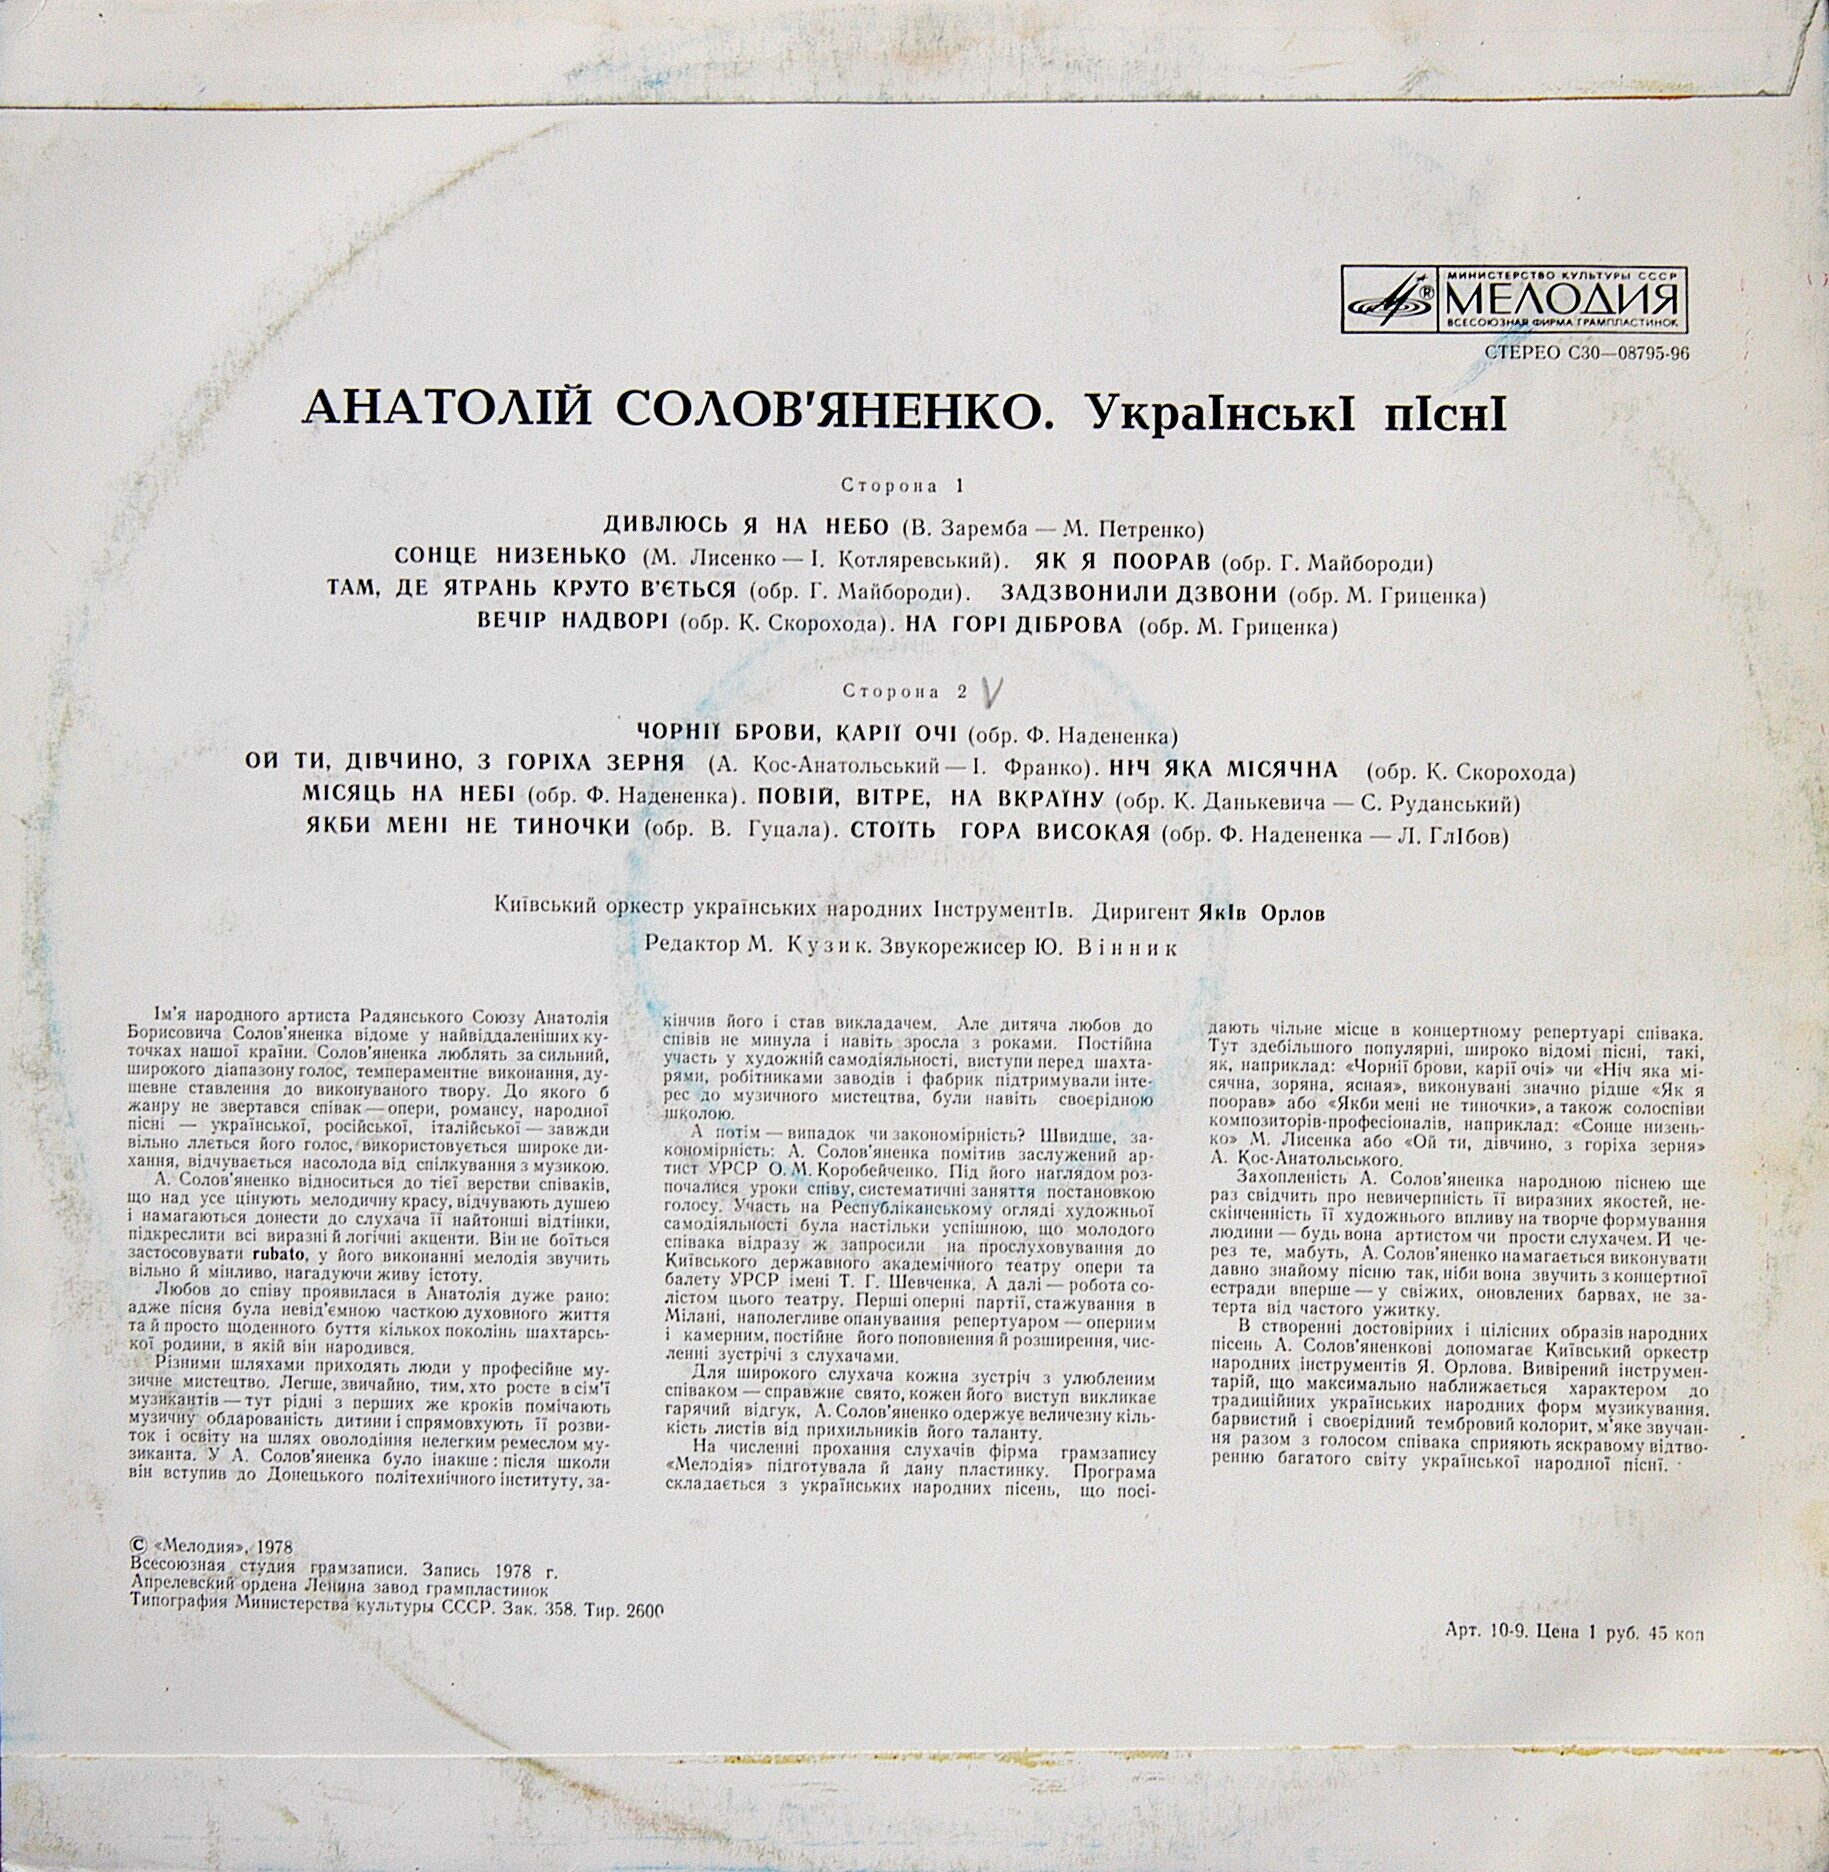 МИНИСТЕРСТВО КУЛЬТУРЫ СССР
МЕЛОДИЯ
ВСЕСОЮЗНАЯ ФИРМА ГРАМПЛАСТИНОК
СТЕРЕО С30—08795-96
АНАТОЛІЙ СОЛОВ'ЯНЕНКО. УкраІнськІ пІснІ
Сторона 1
ДИВЛЮСЬ Я НА НЕБО (В. Заремба — М. Петренко)
СОНЦЕ НИЗЕНЬКО (М. Лисенко — І. Котляревський). ЯК Я ПООРАВ (обр. Г. Майбороди)
ТАМ, ДЕ ЯТРАНЬ КРУТО В'ЄТЬСЯ (обр. Г. Майбороди). ЗАДЗВОНИЛИ ДЗВОНИ (обр. М. Гриценка)
ВЕЧІР НАДВОРІ (обр. К. Скорохода). НА ГОРІ ДІБРОВА (обр. М. Гриценка)
Сторона 2 V
ЧОРНІЇ БРОВИ, КАРІЇ ОЧІ (обр. Ф. Надененка)
ОЙ ТИ, ДІВЧИНО, З ГОРІХА ЗЕРНЯ (А. Кос-Анатольський — І. Франко). НІЧ ЯКА МІСЯЧНА (обр. К. Скорохода)
МІСЯЦЬ НА НЕБІ (обр. Ф. Надененка). ПОВІЙ, ВІТРЕ, НА ВКРАЇНУ (обр. К. Данькевича — С. Руданський)
ЯКБИ МЕНІ НЕ ТИНОЧКИ (обр. В. Гуцала). СТОЇТЬ ГОРА ВИСОКАЯ (обр. Ф. Надененка — Л. ГлІбов)
Київський оркестр українських народних ІнструментІв. Диригент ЯкІв Орлов
Редактор М. Кузик. Звукорежисер Ю. Вінник
Ім'я народного артиста Радянського Союзу Анатолія
Борисовича Солов'яненка відоме у найвіддаленіших ку-
точках нашої країни. Солов'яненка люблять за сильний,
широкого діапазону голос, темпераментне виконання, ду-
шевне ставлення до виконуваного твору. До якого б
жанру не звертався співак — опери, романсу, народної
пісні — української, російської, італійської — завжди
вільно ллється його голос, використовується широке ди-
хання, відчувається насолода від спілкування з музикою.
А. Солов'яненко відноситься до тієї верстви співаків,
що над усе цінують мелодичну красу, відчувають душею
і намагаються донести до слухача її найтонші відтінки,
підкреслити всі виразні й логічні акценти. Він не боїться
застосовувати rubato, у його виконанні мелодія звучить
вільно й мінливо, нагадуючи живу істоту.
Любов до співу проявилася в Анатолія дуже рано:
адже пісня була невід'ємною часткою духовного життя
та й просто щоденного буття кількох поколінь шахтарсь-
кої родини, в якій він народився.
Різними шляхами приходять люди у професійне му-
зичне мистецтво. Легше, звичайно, тим, хто росте в сім'ї
музикантів — тут рідні з перших же кроків помічають
музичну обдарованість дитини і спрямовхують її розви-
ток і освіту на шлях оволодіння нелегким ремеслом му-
зиканта. У А. Солов'яненка було інакше: після школи
він вступив до Донецького політехнічного інституту, за-
кінчив його і став викладачем. Але дитяча любов до
співів не минула і навіть зросла з роками. Постійна
участь у художній самодіяльності, виступи перед шахта-
рями, робітниками заводів і фабрик підтримували інте-
рес до музичного мистецтва, були навіть своєрідною
школою.
А потім — випадок чи закономірність? Швидше, за-
кономірність: А. Солов'яненка помітив заслужений ар-
тист УРСР О. М. Коробейченко. Під його наглядом роз-
почалися уроки співу, систематичні заняття постановкою
голосу. Участь на Республіканському огляді художньої
самодіяльності була настільки успішною, що молодого
співака відразу ж запросили на прослуховування до
Київського державного академічного театру опери та
балету УРСР імені Т. Г. Шевченка. А далі — робота со-
лістом цього театру. Перші оперні партії, стажування в
Мілані, наполегливе опанування репертуаром — оперним
і камерним, постійне його поповнення й розширення, чис-
ленні зустрічі з слухачами.
Для широкого слухача кожна зустріч з улюбленим
співаком — справжнє свято, кожен його виступ викликає
гарячий відгук, А. Солов'яненко одержує величезну кіль-
кість листів від прихильників його таланту.
На численні прохання слухачів фірма грамзапису
«Мелодія» підготувала й дану пластинку. Програма
складається з українських народних пісень, що посі-
дають чільне місце в концертному репертуарі співака.
Тут здебільшого популярні, широко відомі пісні, такі,
як, наприклад: «Чорнії брови, карії очі» чи «Ніч яка мі-
сячна, зоряна, ясная», виконувані значно рідше «Як я
поорав» або «Якби мені не тиночки», а також солоспіви
композиторів-професіоналів, наприклад: «Сонце низень-
ко» М. Лисенка або «Ой ти, дівчино, з горіха зерня»
А. Кос-Анатольського.
Захопленість А. Солов'яненка народною піснею ще
раз свідчить про невичерпність її виразних якостей, не-
скінченність її художнього впливу на творче формування
людини — будь вона артистом чи прости слухачем. И че-
рез те, мабуть, А. Солов'яненко намагається виконувати
давно знайому пісню так, ніби вона звучить з концертної
естради вперше — у свіжих, оновлених барвах, не за-
терта від частого ужитку.
В створенні достовірних і цілісних образів народних
пісень А. Солов'яненкові допомагає Київський оркестр
народних інструментів Я. Орлова. Вивірений інструмен-
тарій, що максимально наближається характером до
традиційних українських народних форм музикування,
барвистий і своєрідний тембровий колорит, м'яке звучан-
ня разом з голосом співака сприяють яскравому відтво-
ренню багатого світу української народної пісні.
© «Мелодия», 1978
Всесоюзная студия грамзаписи. Запись 1978 г.
Апрелевский ордена Ленина завод грампластинок
Типография Министерства культуры СССР. Зак. 358. Тир. 2600
Арт. 10-9. Цена 1 руб. 45 коп